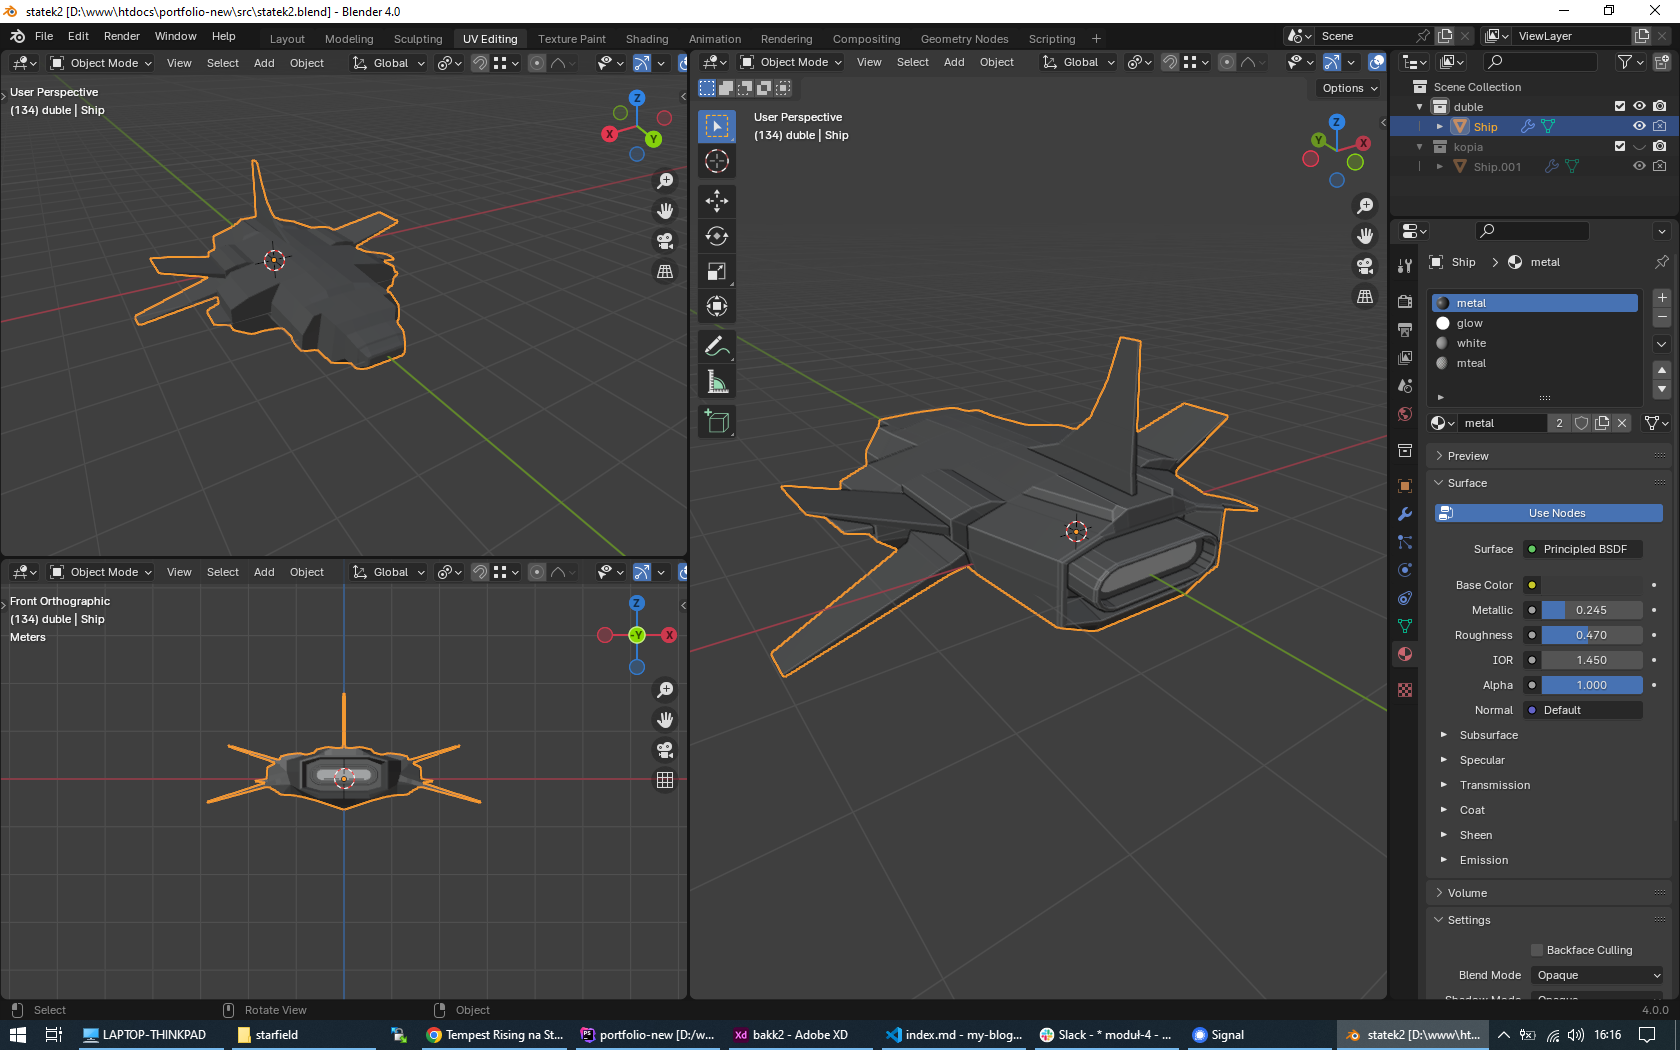 statek2 [D:\www\htdocs\portfolio-new\src\statek2.blend] - Blender 4.0
File Edit Render Window Help Layout Modeling Sculpting UV Editing Texture Paint Shading Animation Rendering Compositing Geometry Nodes Scripting + Scene ViewLayer
Object Mode View Select Add Object Global
User Perspective
(134) duble | Ship
Z
X
Y
Object Mode View Select Add Object Global
Options
User Perspective
(134) duble | Ship
Z
Y
X
Object Mode View Select Add Object Global
Front Orthographic
(134) duble | Ship
Meters
Z
-Y
X
Scene Collection
duble
Ship
kopia
Ship.001
Ship > metal
metal
glow
white
mteal
metal 2
Preview
Surface
Use Nodes
Surface Principled BSDF
Base Color
Metallic 0.245
Roughness 0.470
IOR 1.450
Alpha 1.000
Normal Default
Subsurface
Specular
Transmission
Coat
Sheen
Emission
Volume
Settings
Backface Culling
Blend Mode Opaque
Shadow Mode Opaque
Select Rotate View Object 4.0.0
LAPTOP-THINKPAD starfield Tempest Rising na St... portfolio-new [D:/w... Xd bakk2 - Adobe XD index.md - my-blog... Slack - * moduł-4 - ... Signal statek2 [D:\www\ht... 16:16